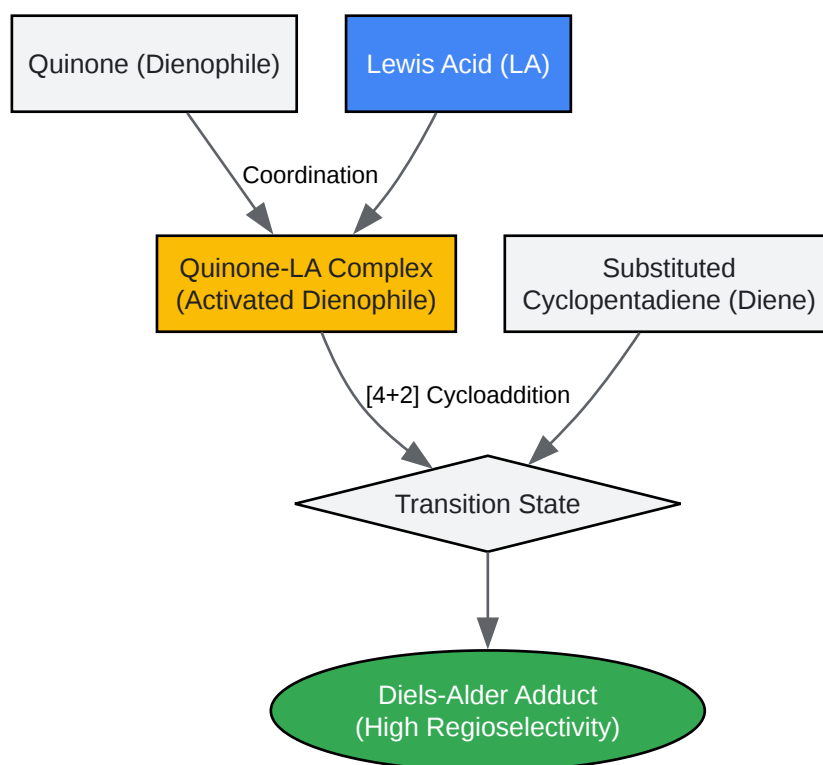 Quinone (Dienophile)
Lewis Acid (LA)
Coordination
Quinone-LA Complex
(Activated Dienophile)
Substituted
Cyclopentadiene (Diene)
[4+2] Cycloaddition
Transition State
Diels-Alder Adduct
(High Regioselectivity)